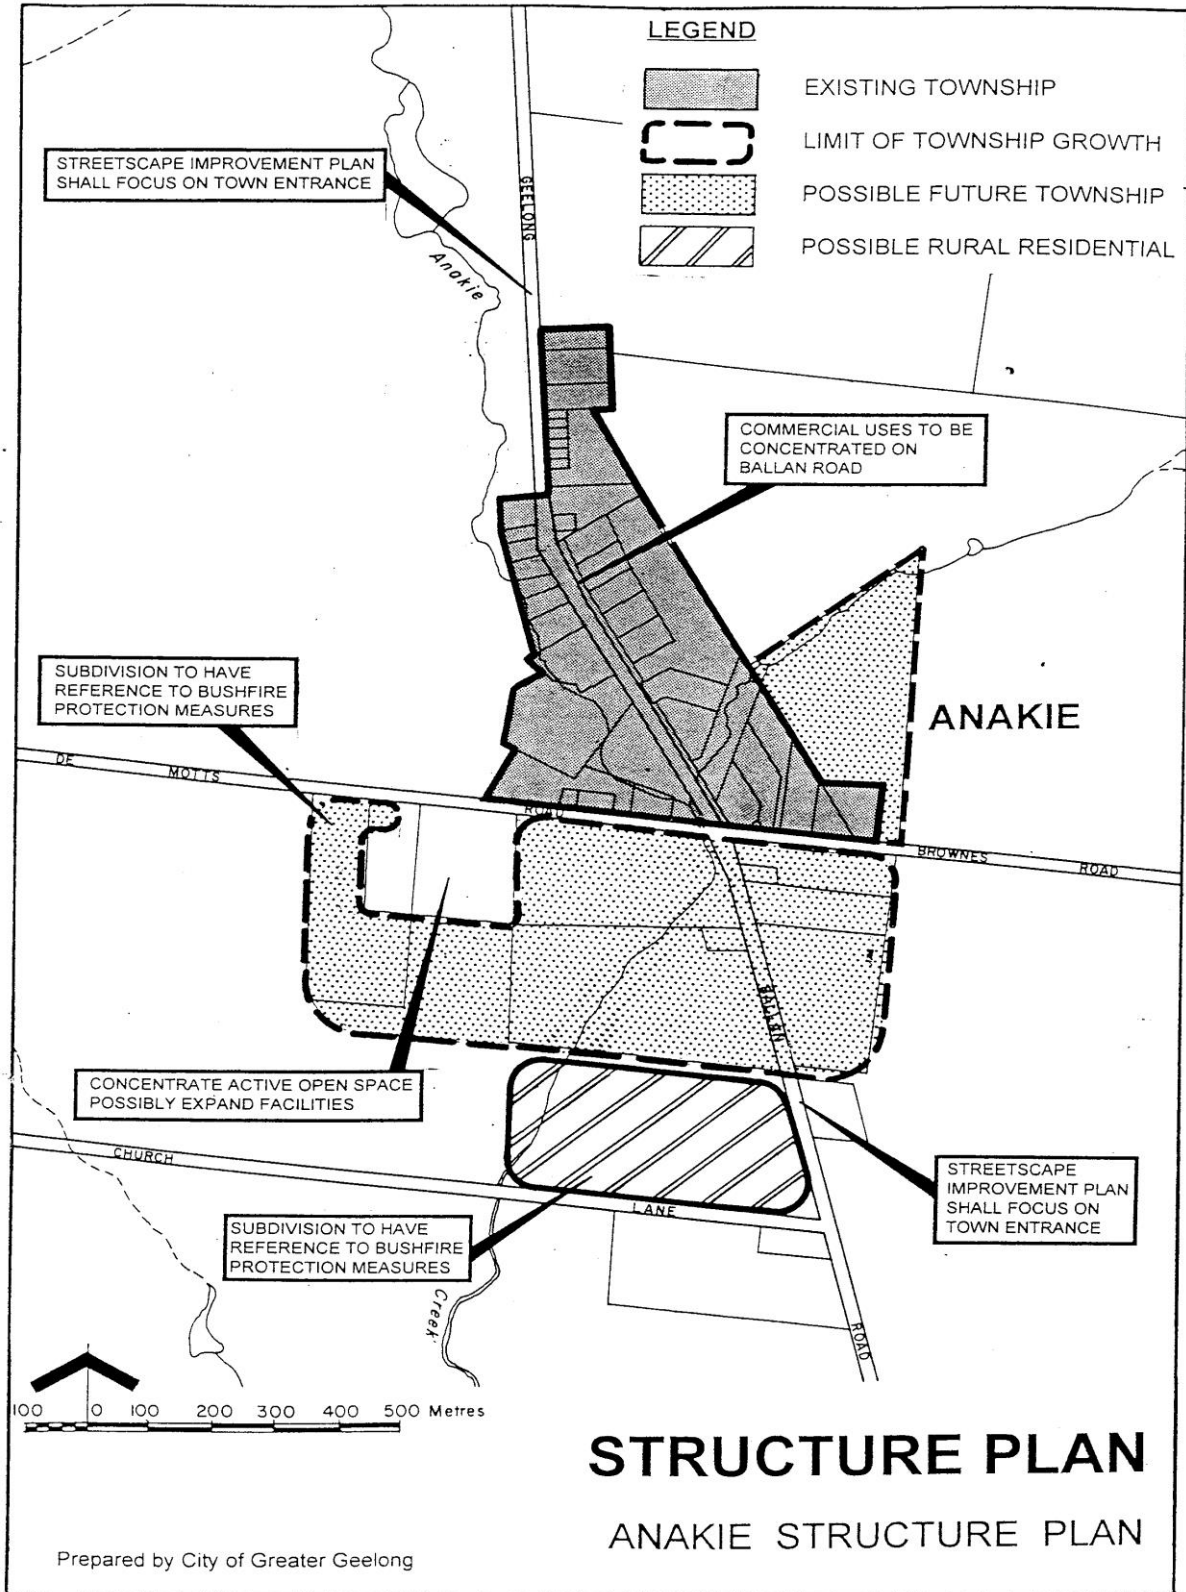 LEGEND
EXISTING TOWNSHIP
LIMIT OF TOWNSHIP GROWTH
POSSIBLE FUTURE TOWNSHIP
POSSIBLE RURAL RESIDENTIAL
STREETSCAPE IMPROVEMENT PLAN
SHALL FOCUS ON TOWN ENTRANCE
GEELONG
Anakie
COMMERCIAL USES TO BE
CONCENTRATED ON
BALLAN ROAD
SUBDIVISION TO HAVE
REFERENCE TO BUSHFIRE
PROTECTION MEASURES
ANAKIE
DE MOTTS ROAD
BROWNES ROAD
BALLAN
CONCENTRATE ACTIVE OPEN SPACE
POSSIBLY EXPAND FACILITIES
CHURCH LANE
STREETSCAPE
IMPROVEMENT PLAN
SHALL FOCUS ON
TOWN ENTRANCE
SUBDIVISION TO HAVE
REFERENCE TO BUSHFIRE
PROTECTION MEASURES
Creek
ROAD
100 0 100 200 300 400 500 Metres
STRUCTURE PLAN
ANAKIE STRUCTURE PLAN
Prepared by City of Greater Geelong